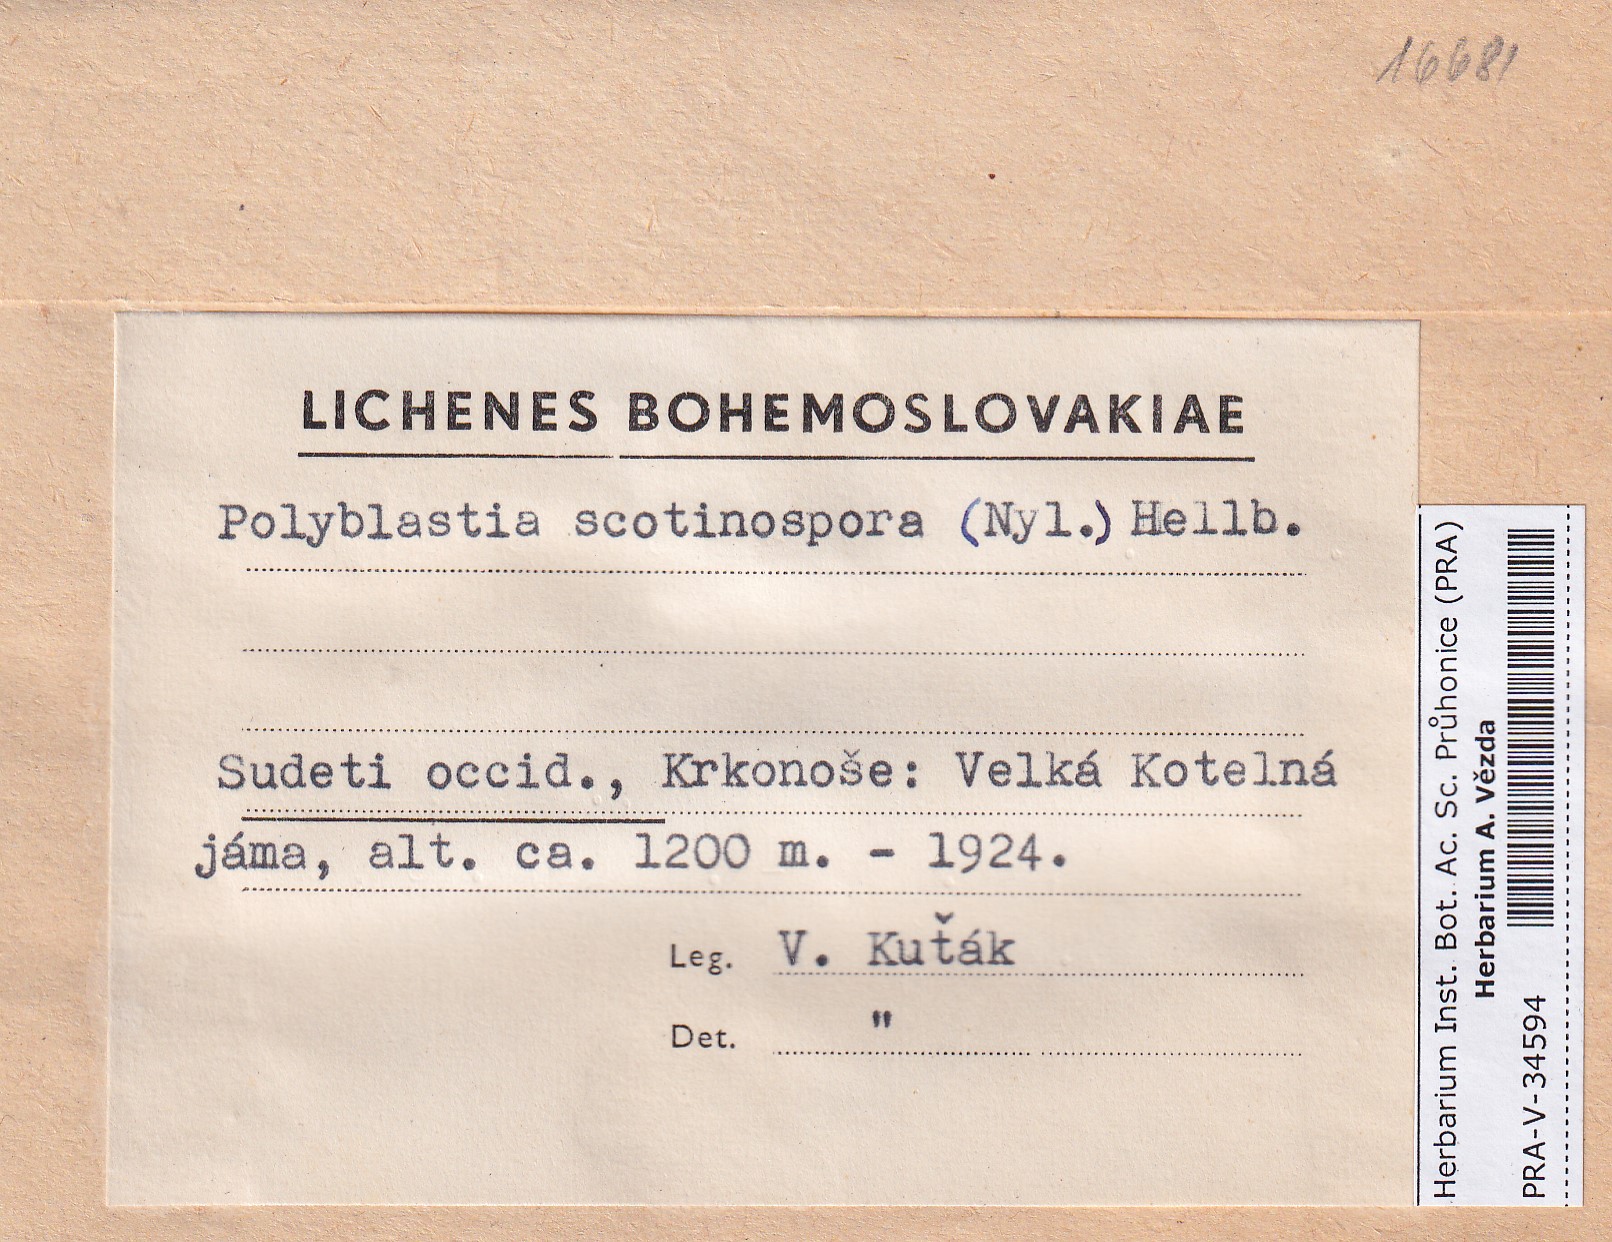 16681
LICHENES BOHEMOSLOVAKIAE
Polyblastia scotinospora (Nyl.) Hellb.
Sudeti occid., Krkonoše: Velká Kotelná
jáma, alt. ca. 1200 m. - 1924.
Leg. V. Kuťák
Det. "
Herbarium Inst. Bot. Ac. Sc. Průhonice (PRA)
Herbarium A. Vězda
PRA-V-34594